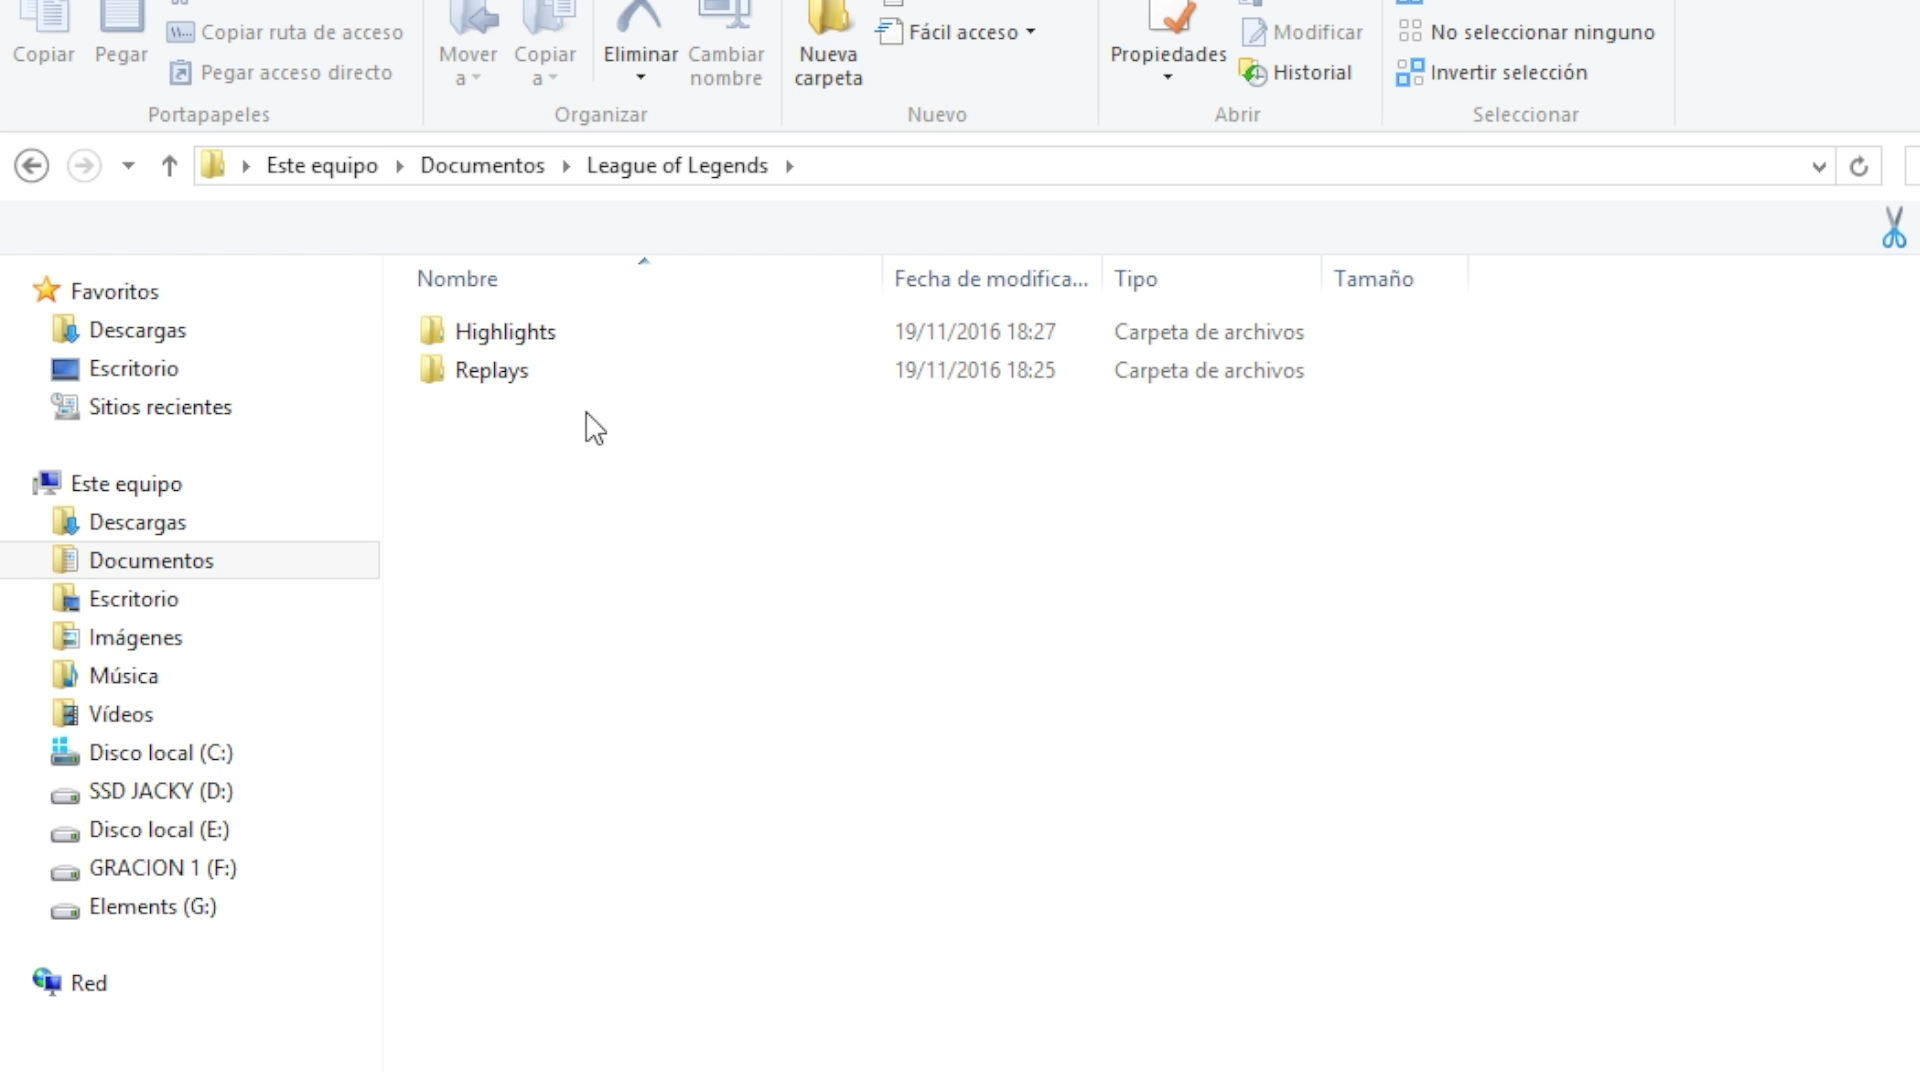 Copiar
Pegar
Copiar ruta de acceso
Pegar acceso directo
Portapapeles
Mover a
Copiar a
Eliminar
Cambiar nombre
Organizar
Nueva carpeta
Fácil acceso
Nuevo
Propiedades
Modificar
Historial
Abrir
No seleccionar ninguno
Invertir selección
Seleccionar
Este equipo Documentos League of Legends
Nombre Fecha de modifica... Tipo Tamaño
Highlights 19/11/2016 18:27 Carpeta de archivos
Replays 19/11/2016 18:25 Carpeta de archivos
Favoritos
Descargas
Escritorio
Sitios recientes
Este equipo
Descargas
Documentos
Escritorio
Imágenes
Música
Vídeos
Disco local (C:)
SSD JACKY (D:)
Disco local (E:)
GRACION 1 (F:)
Elements (G:)
Red